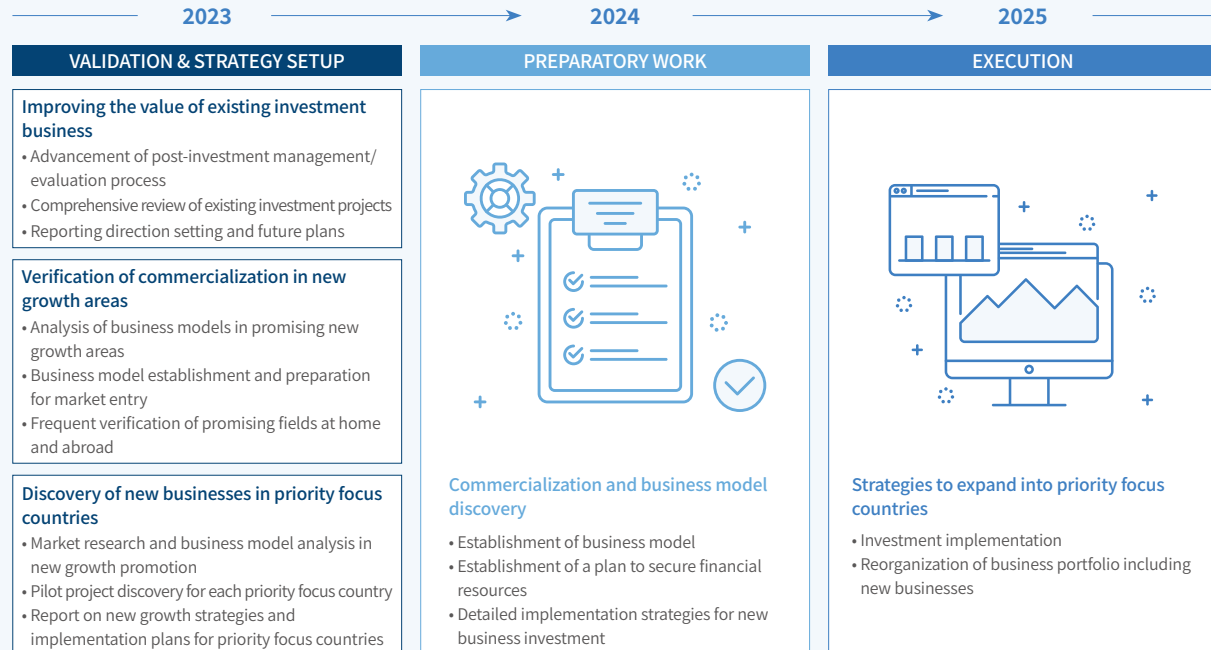 2023
2024
2025
VALIDATION & STRATEGY SETUP
PREPARATORY WORK
EXECUTION
Improving the value of existing investment
business
• Advancement of post-investment management/
evaluation process
• Comprehensive review of existing investment projects
• Reporting direction setting and future plans
Verification of commercialization in new
growth areas
• Analysis of business models in promising new
growth areas
• Business model establishment and preparation
for market entry
• Frequent verification of promising fields at home
and abroad
Discovery of new businesses in priority focus
countries
• Market research and business model analysis in
new growth promotion
• Pilot project discovery for each priority focus country
• Report on new growth strategies and
implementation plans for priority focus countries
Commercialization and business model
discovery
• Establishment of business model
• Establishment of a plan to secure financial
resources
• Detailed implementation strategies for new
business investment
Strategies to expand into priority focus
countries
• Investment implementation
• Reorganization of business portfolio including
new businesses